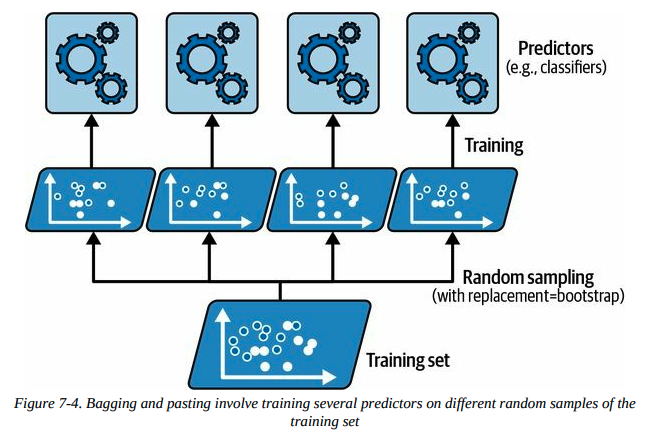 Predictors
(e.g., classifiers)
Training
Random sampling
(with replacement=bootstrap)
Training set
Figure 7-4. Bagging and pasting involve training several predictors on different random samples of the
training set